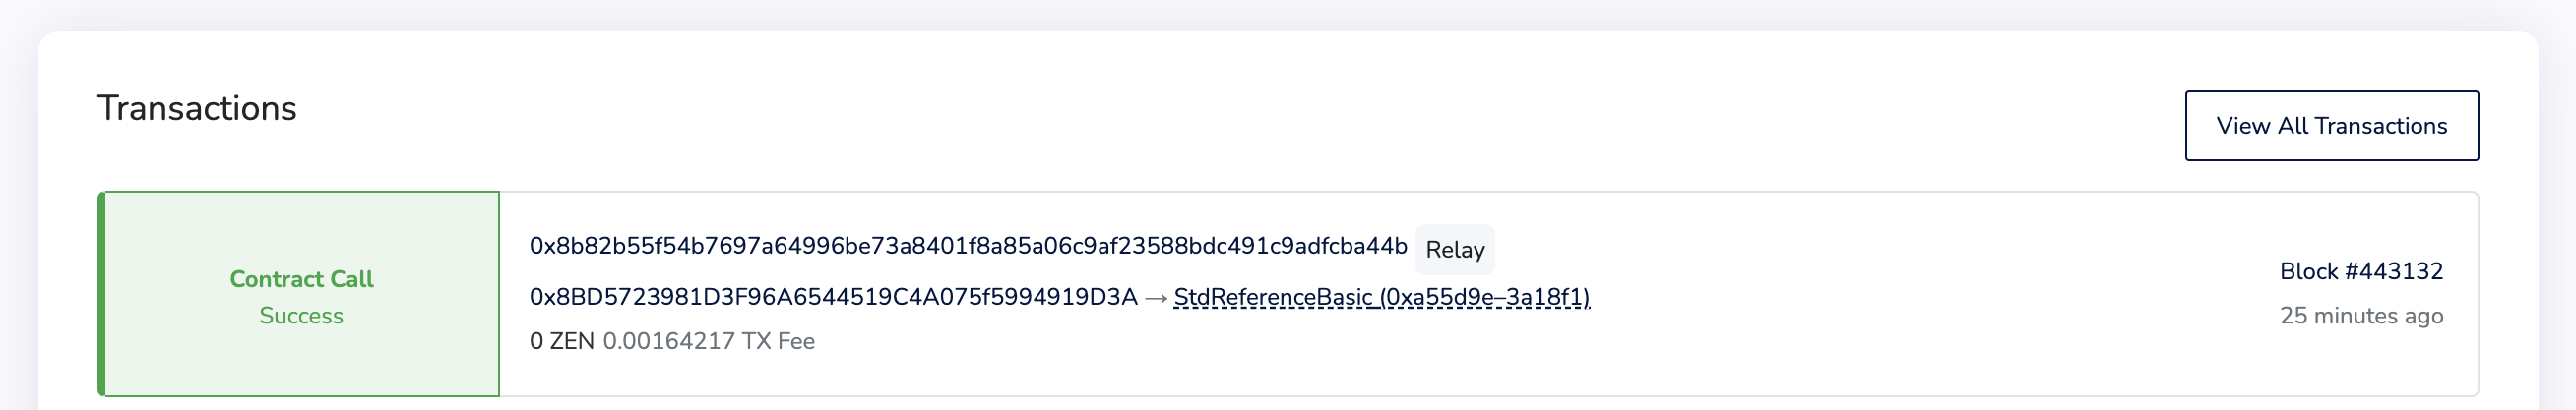 Transactions
View All Transactions
Contract Call
Success
0x8b82b55f54b7697a64996be73a8401f8a85a06c9af23588bdc491c9adfcba44b Relay
0x8BD5723981D3F96A6544519C4A075f5994919D3A → StdReferenceBasic (0xa55d9e–3a18f1)
0 ZEN 0.00164217 TX Fee
Block #443132
25 minutes ago